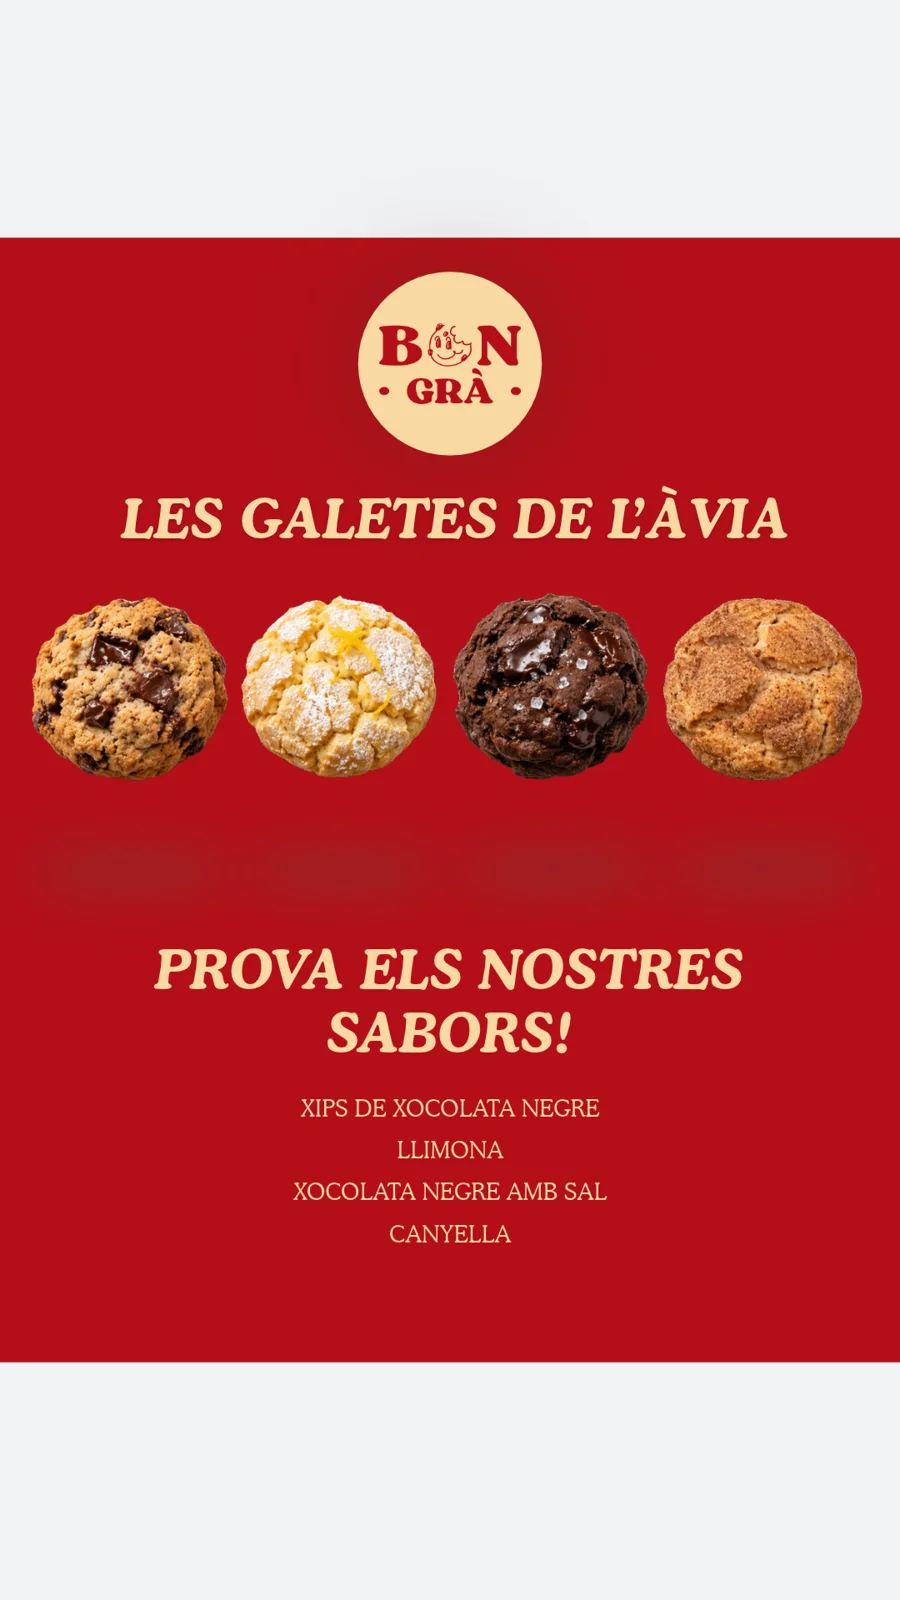 BON
GRÀ
LES GALETES DE L'ÀVIA
PROVA ELS NOSTRES
SABORS!
XIPS DE XOCOLATA NEGRE
LLIMONA
XOCOLATA NEGRE AMB SAL
CANYELLA